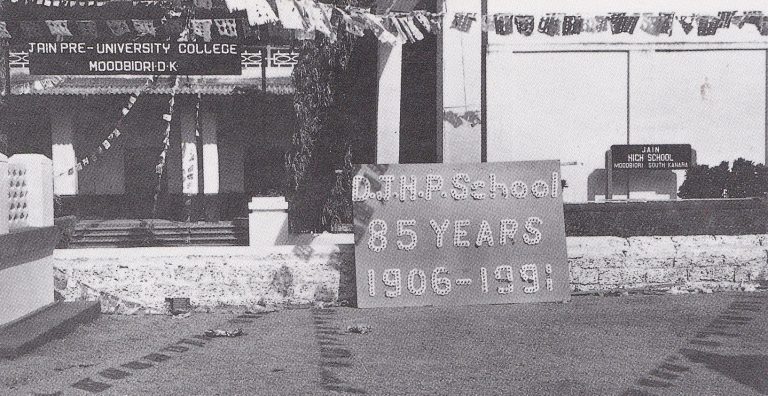 JAIN PRE-UNIVERSITY COLLEGE
MOODBIDRI-D·K
JAIN
HIGH SCHOOL
MOODBIDRI SOUTH KANARA
D.J.H.P. School
85 YEARS
1906-1991